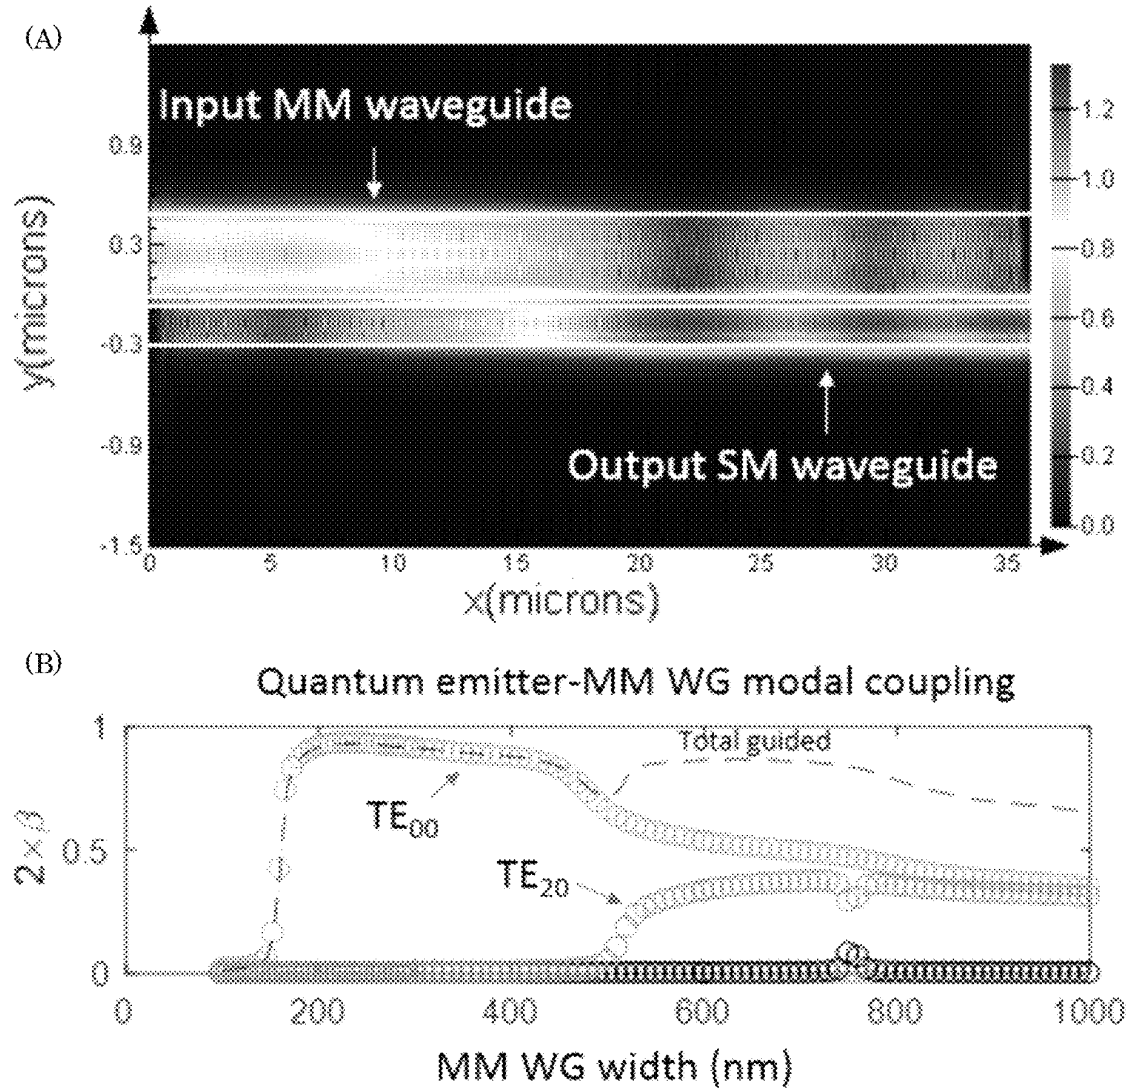 (A)
Input MM waveguide
Output SM waveguide
y(microns)
0.9
0.3
-0.3
-0.9
-1.5
0 5 10 15 20 25 30 35
x(microns)
1.2
1.0
0.8
0.6
0.4
0.2
0.0
(B)
Quantum emitter-MM WG modal coupling
Total guided
TE00
TE20
2×β
1
0.5
0
0 200 400 600 800 1000
MM WG width (nm)